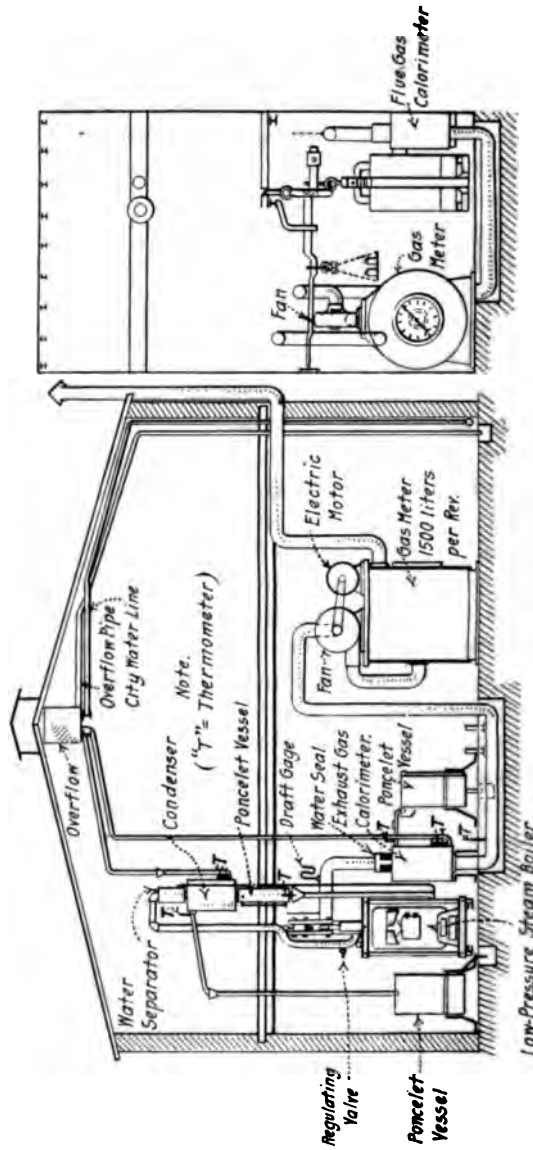 Overflow
Overflow Pipe
City Water Line
Water
Separator
Condenser
Note.
("T" = Thermometer)
Poncelet Vessel
Draft Gage
Water Seal.
Exhaust Gas
Calorimeter.
Poncelet
Vessel
T
T
T
T
T
Electric
Motor
Fan
Gas Meter
1500 liters
per Rev.
Regulating
Valve
Poncelet
Vessel
Low-Pressure Steam Boiler
Fan
Gas
Meter
Flue Gas
Calorimeter